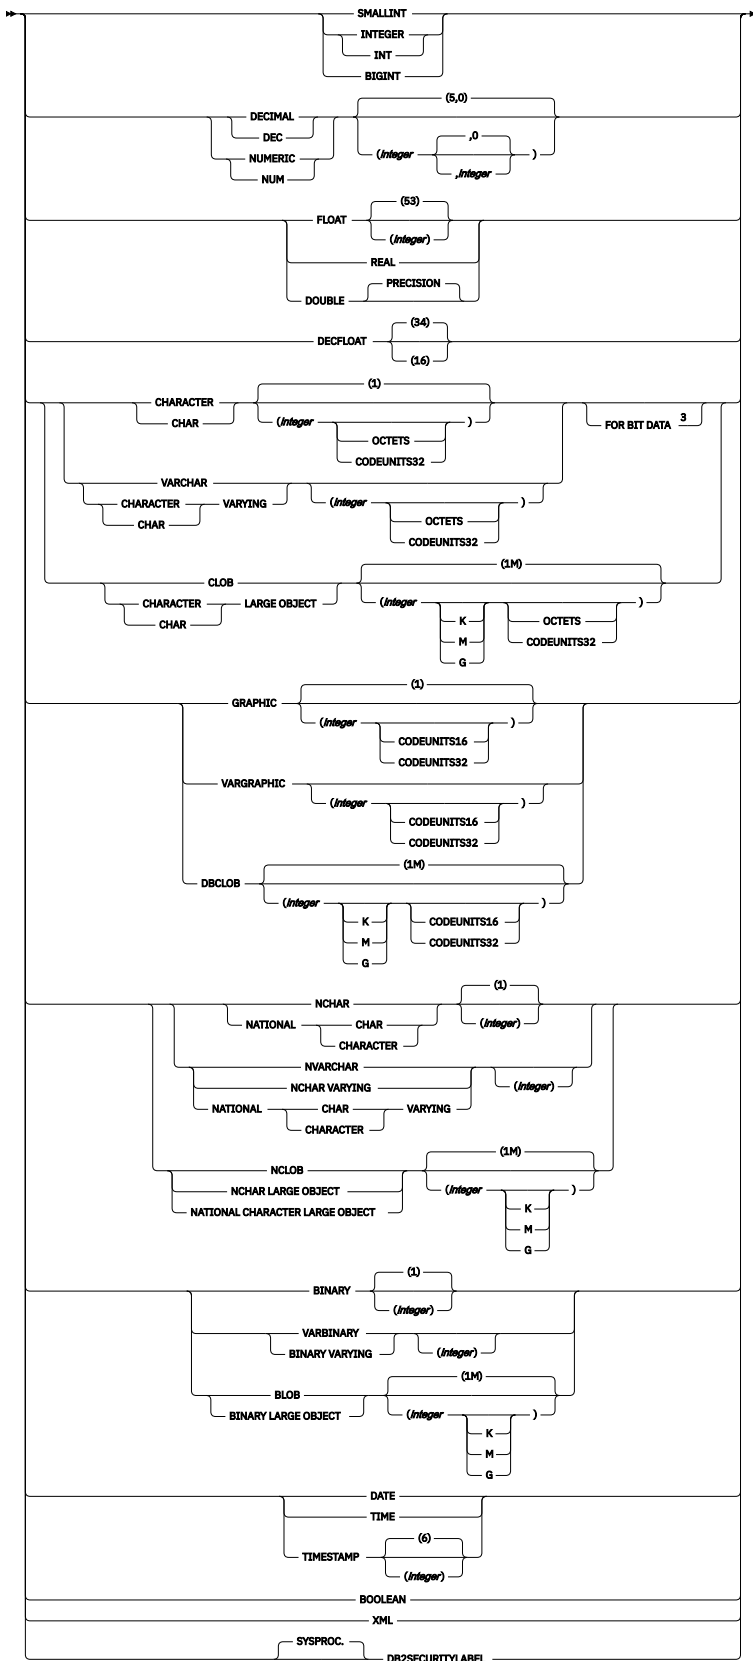 SMALLINT
INTEGER
INT
BIGINT
(5,0)
DECIMAL
DEC
,0
NUMERIC
(integer )
NUM
,integer
(53)
FLOAT
(integer)
REAL
PRECISION
DOUBLE
(34)
DECFLOAT
(16)
(1)
CHARACTER
CHAR
(integer )
FOR BIT DATA 3
OCTETS
CODEUNITS32
VARCHAR
CHARACTER VARYING (integer )
CHAR
OCTETS
CODEUNITS32
(1M)
CLOB
CHARACTER LARGE OBJECT (integer )
CHAR
K OCTETS
M CODEUNITS32
G
(1)
GRAPHIC
(integer )
CODEUNITS16
CODEUNITS32
VARGRAPHIC
(integer )
CODEUNITS16
CODEUNITS32
(1M)
DBCLOB
(integer )
K CODEUNITS16
M CODEUNITS32
G
(1)
NCHAR
NATIONAL CHAR (integer)
CHARACTER
NVARCHAR
NCHAR VARYING (integer)
NATIONAL CHAR VARYING
CHARACTER
(1M)
NCLOB
NCHAR LARGE OBJECT (integer )
NATIONAL CHARACTER LARGE OBJECT K
M
G
(1)
BINARY
(integer)
VARBINARY
BINARY VARYING (integer)
(1M)
BLOB
BINARY LARGE OBJECT (integer )
K
M
G
DATE
TIME
(6)
TIMESTAMP
(integer)
BOOLEAN
XML
SYSPROC.
DB2SECURITYLABEL